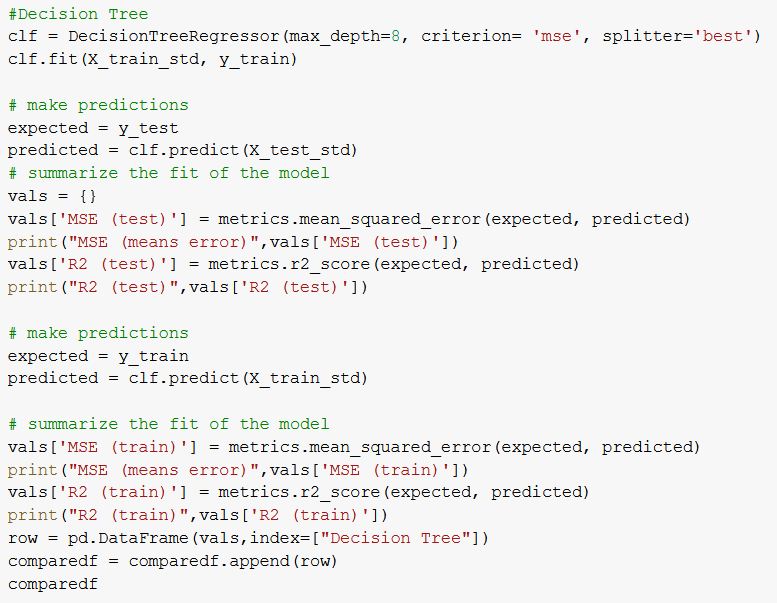 #Decision Tree
clf = DecisionTreeRegressor(max_depth=8, criterion= 'mse', splitter='best')
clf.fit(X_train_std, y_train)
# make predictions
expected = y_test
predicted = clf.predict(X_test_std)
# summarize the fit of the model
vals = {}
vals['MSE (test)'] = metrics.mean_squared_error(expected, predicted)
print("MSE (means error)",vals['MSE (test)'])
vals['R2 (test)'] = metrics.r2_score(expected, predicted)
print("R2 (test)",vals['R2 (test)'])
# make predictions
expected = y_train
predicted = clf.predict(X_train_std)
# summarize the fit of the model
vals['MSE (train)'] = metrics.mean_squared_error(expected, predicted)
print("MSE (means error)",vals['MSE (train)'])
vals['R2 (train)'] = metrics.r2_score(expected, predicted)
print("R2 (train)",vals['R2 (train)'])
row = pd.DataFrame(vals,index=["Decision Tree"])
comparedf = comparedf.append(row)
comparedf